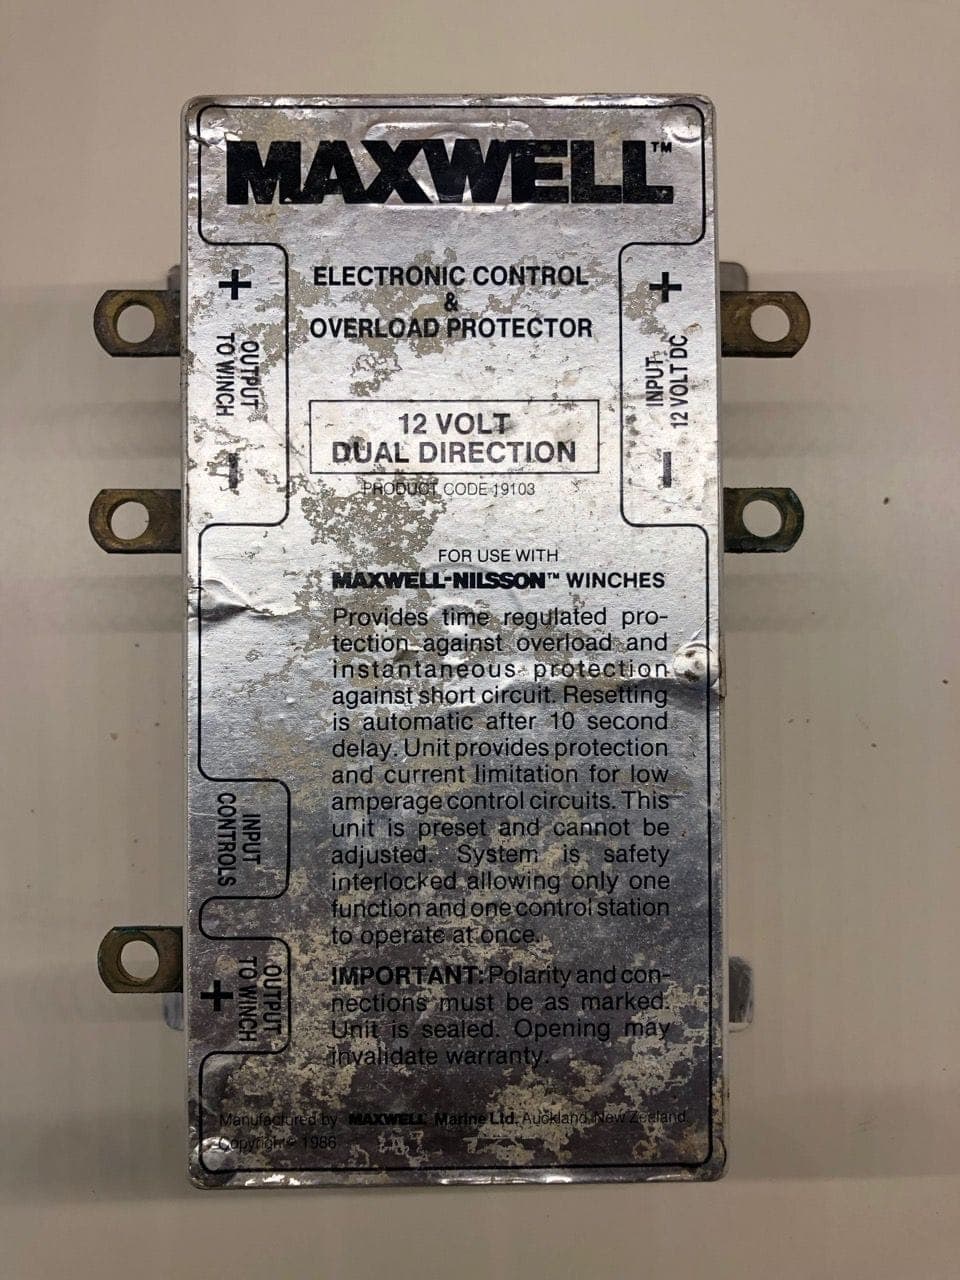 MAXWELL™
ELECTRONIC CONTROL
&
OVERLOAD PROTECTOR
+
OUTPUT
TO WINCH
−
+
INPUT
12 VOLT DC
−
12 VOLT
DUAL DIRECTION
PRODUCT CODE 19103
FOR USE WITH
MAXWELL-NILSSON™ WINCHES
Provides time regulated pro-
tection against overload and
instantaneous protection
against short circuit. Resetting
is automatic after 10 second
delay. Unit provides protection
and current limitation for low
amperage control circuits. This
unit is preset and cannot be
adjusted. System is safety
interlocked allowing only one
function and one control station
to operate at once.
INPUT
CONTROLS
OUTPUT
TO WINCH
+
IMPORTANT: Polarity and con-
nections must be as marked.
Unit is sealed. Opening may
invalidate warranty.
Manufactured by MAXWELL Marine Ltd. Auckland, New Zealand.
Copyright © 1986